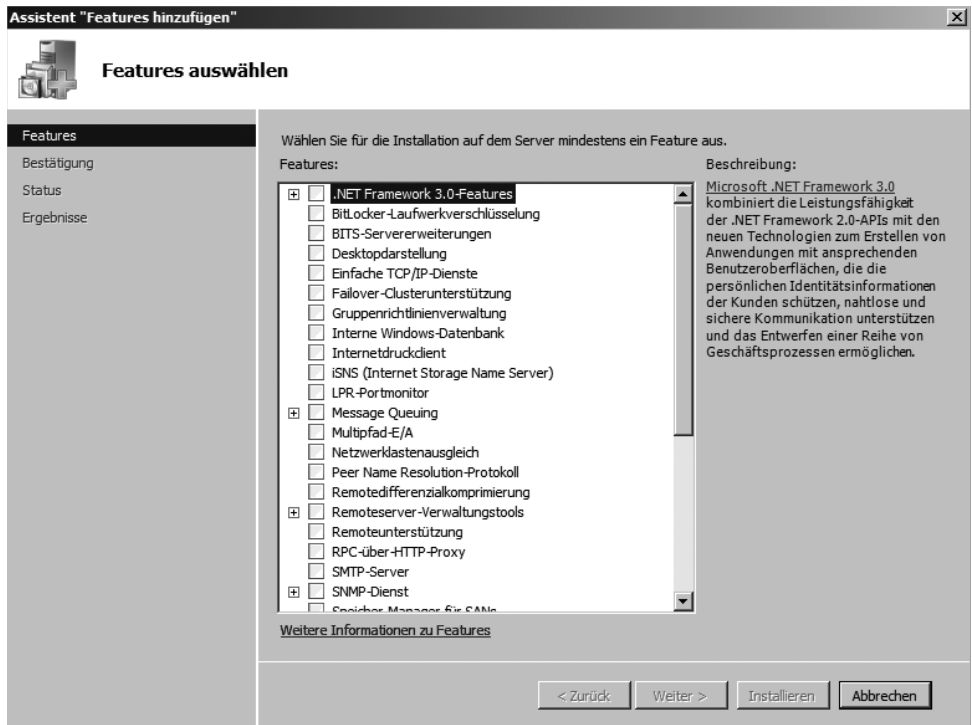 Assistent "Features hinzufügen"
Features auswählen
Features
Bestätigung
Status
Ergebnisse
Wählen Sie für die Installation auf dem Server mindestens ein Feature aus.
Features:
.NET Framework 3.0-Features
BitLocker-Laufwerkverschlüsselung
BITS-Servererweiterungen
Desktopdarstellung
Einfache TCP/IP-Dienste
Failover-Clusterunterstützung
Gruppenrichtlinienverwaltung
Interne Windows-Datenbank
Internetdruckclient
iSNS (Internet Storage Name Server)
LPR-Portmonitor
Message Queuing
Multipfad-E/A
Netzwerklastenausgleich
Peer Name Resolution-Protokoll
Remotedifferenzialkomprimierung
Remoteserver-Verwaltungstools
Remoteunterstützung
RPC-über-HTTP-Proxy
SMTP-Server
SNMP-Dienst
Speicher-Manager für SANs
Weitere Informationen zu Features
Beschreibung:
Microsoft .NET Framework 3.0
kombiniert die Leistungsfähigkeit
der .NET Framework 2.0-APIs mit den
neuen Technologien zum Erstellen von
Anwendungen mit ansprechenden
Benutzeroberflächen, die die
persönlichen Identitätsinformationen
der Kunden schützen, nahtlose und
sichere Kommunikation unterstützen
und das Entwerfen einer Reihe von
Geschäftsprozessen ermöglichen.
< Zurück
Weiter >
Installieren
Abbrechen